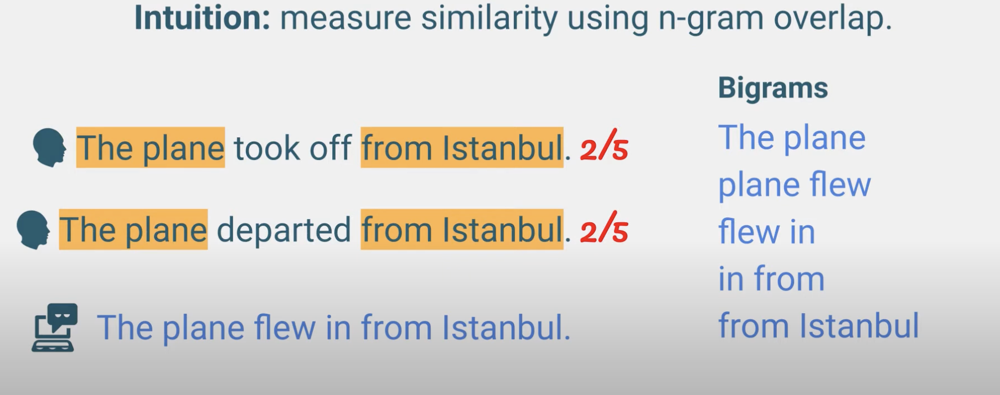 Intuition: measure similarity using n-gram overlap.
The plane took off from Istanbul. 2/5
The plane departed from Istanbul. 2/5
The plane flew in from Istanbul.
Bigrams
The plane
plane flew
flew in
in from
from Istanbul